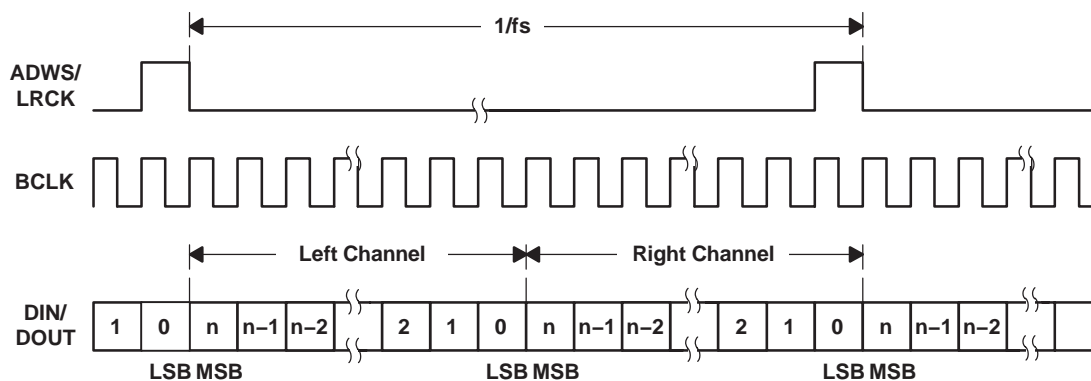 1/fs
ADWS/
LRCK
BCLK
Left Channel
Right Channel
DIN/
DOUT
1 0 n n–1 n–2 2 1 0 n n–1 n–2 2 1 0 n n–1 n–2
LSB MSB LSB MSB LSB MSB